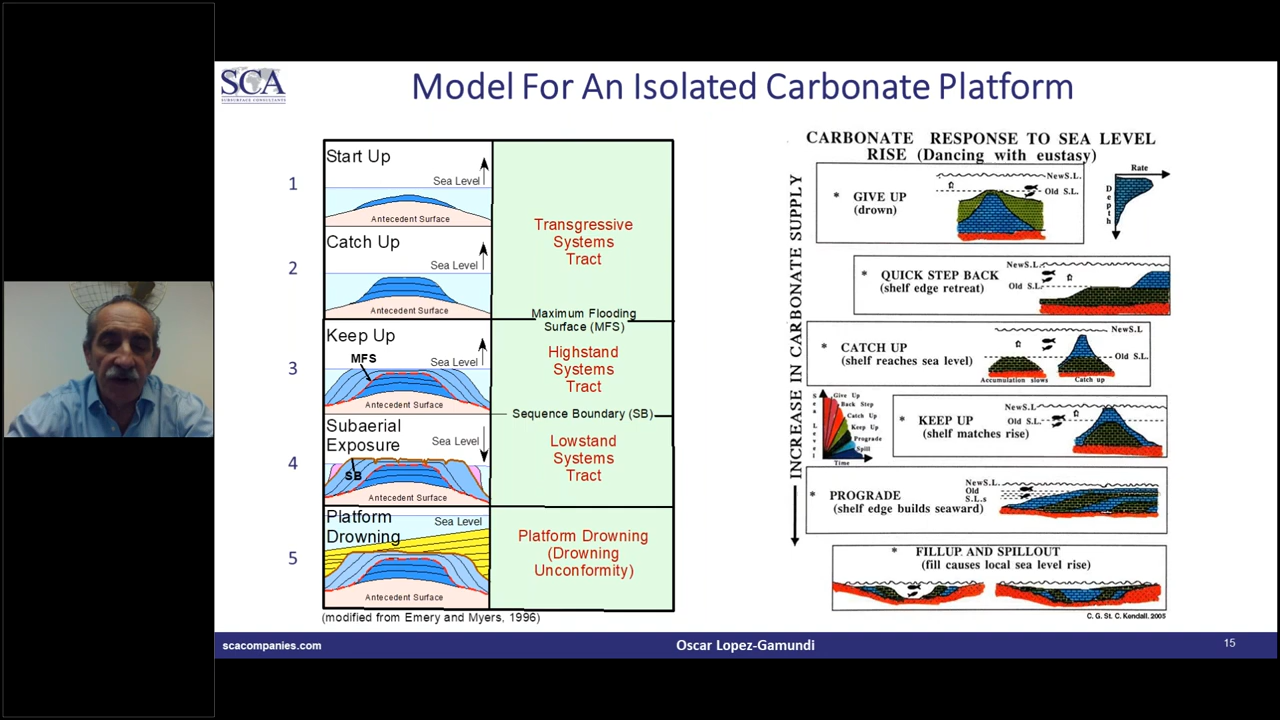 SCA
SUBSURFACE CONSULTANTS
Model For An Isolated Carbonate Platform
1
Start Up
Sea Level
Antecedent Surface
2
Catch Up
Sea Level
Antecedent Surface
Transgressive
Systems
Tract
Maximum Flooding
Surface (MFS)
3
Keep Up
MFS
Sea Level
Antecedent Surface
Highstand
Systems
Tract
Sequence Boundary (SB)
4
Subaerial
Exposure
Sea Level
SB
Antecedent Surface
Lowstand
Systems
Tract
5
Platform
Drowning
Sea Level
Antecedent Surface
Platform Drowning
(Drowning
Unconformity)
(modified from Emery and Myers, 1996)
CARBONATE RESPONSE TO SEA LEVEL
RISE (Dancing with eustasy)
INCREASE IN CARBONATE SUPPLY
* GIVE UP
(drown)
New S.L.
Old S.L.
Rate
Depth
* QUICK STEP BACK
(shelf edge retreat)
New S.L.
Old S.L.
* CATCH UP
(shelf reaches sea level)
New S.L
Old S.L.
Accumulation slows
Catch up
Sea Level
Give Up
Back Step
Catch Up
Keep Up
Prograde
Spill
Time
* KEEP UP
(shelf matches rise)
New S.L.
Old S.L.
* PROGRADE
(shelf edge builds seaward)
New S.L.
Old
S.L.s
* FILLUP AND SPILLOUT
(fill causes local sea level rise)
C. G. St. C. Kendall, 2005
scacompanies.com
Oscar Lopez-Gamundi
15